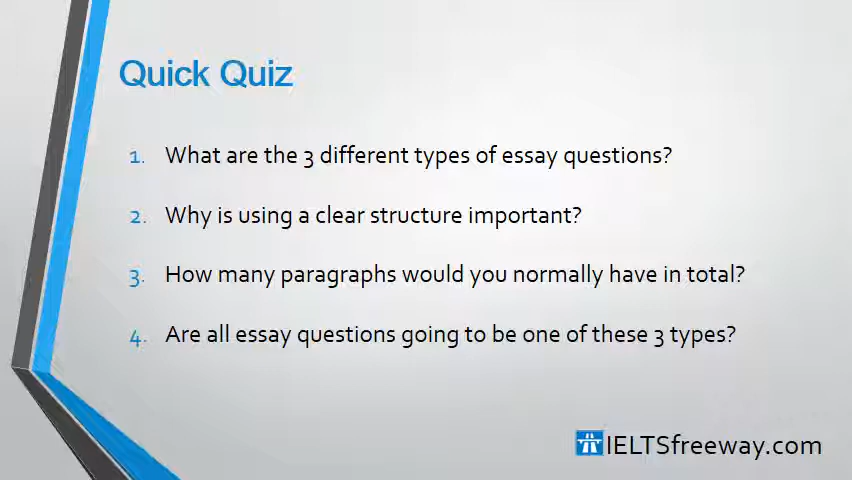 Quick Quiz
1. What are the 3 different types of essay questions?
2. Why is using a clear structure important?
3. How many paragraphs would you normally have in total?
4. Are all essay questions going to be one of these 3 types?
IELTSfreeway.com